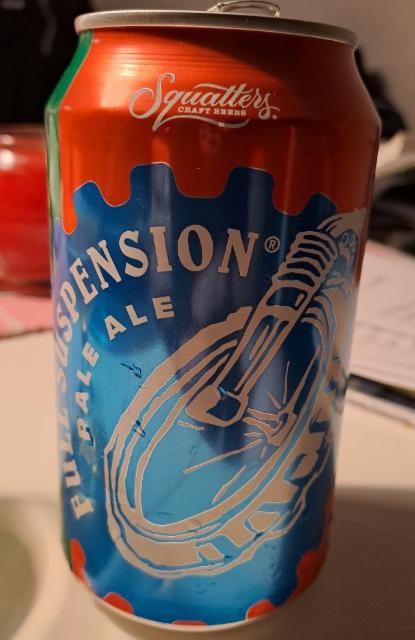 Squatters
CRAFT BEERS
FULL SUSPENSION®
PALE ALE